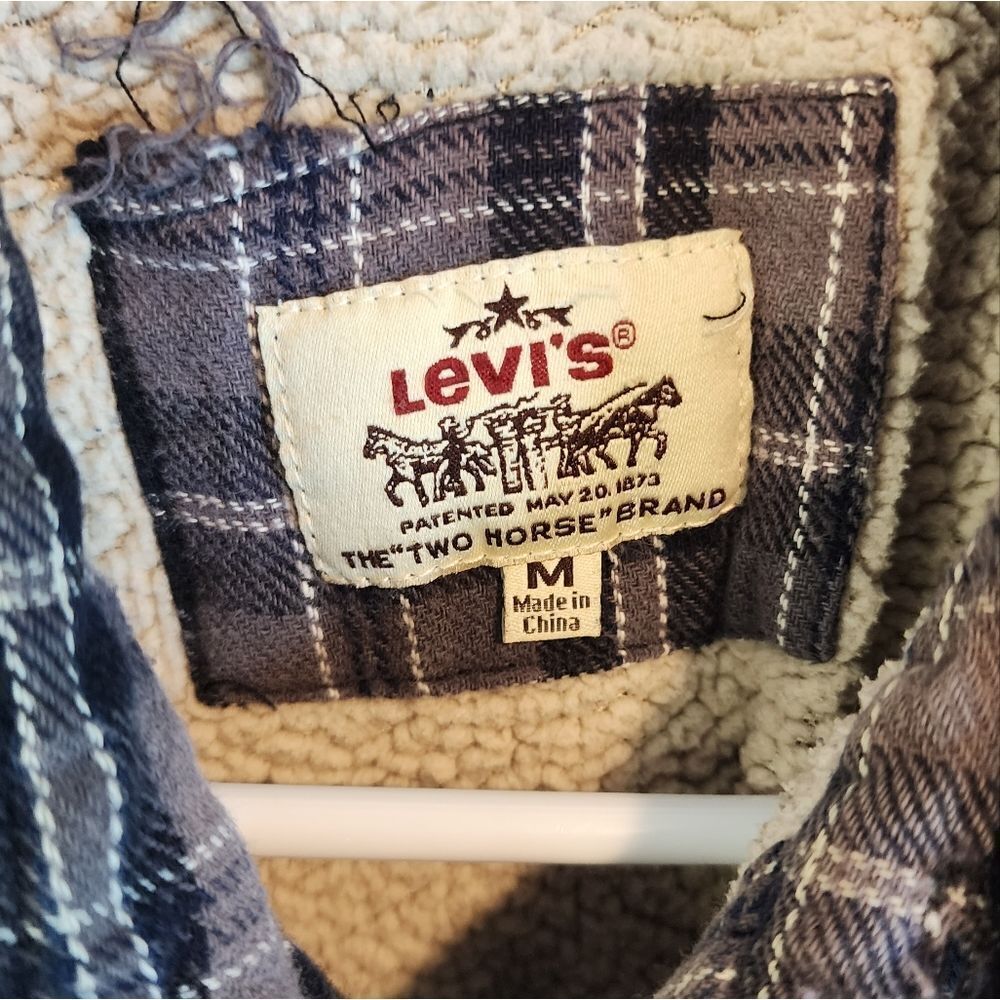 Levi's®
PATENTED MAY 20.1873
THE "TWO HORSE" BRAND
M
Made in
China